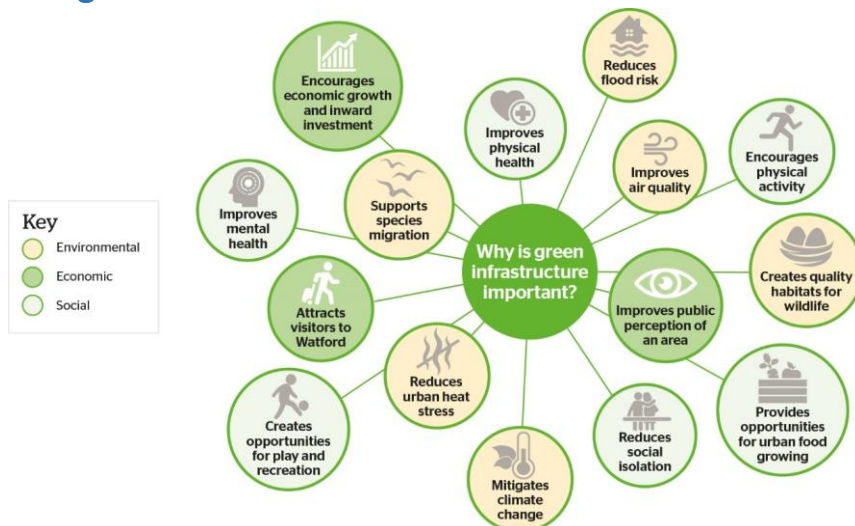 Encourages
economic growth
and inward
investment
Reduces
flood risk
Improves
physical
health
Improves
air quality
Encourages
physical
activity
Key
Environmental
Economic
Social
Improves
mental
health
Supports
species
migration
Why is green
infrastructure
important?
Creates quality
habitats for
wildlife
Attracts
visitors to
Watford
Improves public
perception of
an area
Reduces
urban heat
stress
Creates
opportunities
for play and
recreation
Mitigates
climate
change
Reduces
social
isolation
Provides
opportunities
for urban food
growing